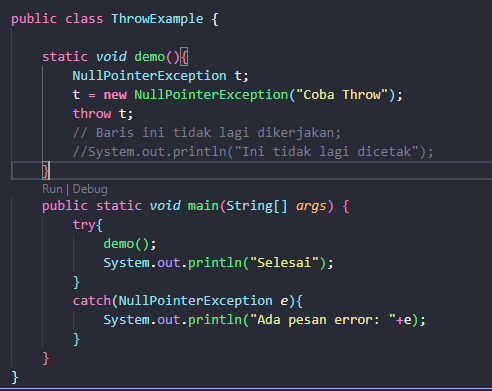 public class ThrowExample {
static void demo(){
NullPointerException t;
t = new NullPointerException("Coba Throw");
throw t;
// Baris ini tidak lagi dikerjakan;
//System.out.println("Ini tidak lagi dicetak");
}
Run | Debug
public static void main(String[] args) {
try{
demo();
System.out.println("Selesai");
}
catch(NullPointerException e){
System.out.println("Ada pesan error: "+e);
}
}
}